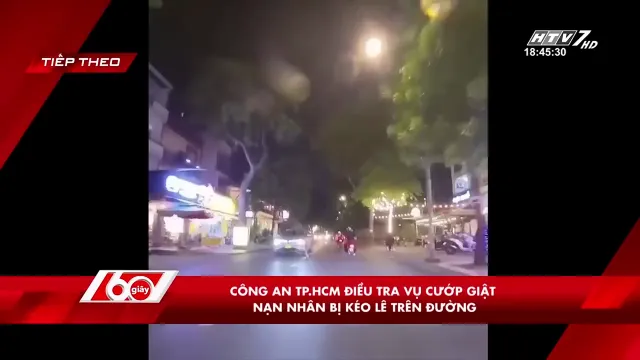 TIẾP THEO
HTV7 HD
18:45:30
60 giây
CÔNG AN TP.HCM ĐIỀU TRA VỤ CƯỚP GIẬT
NẠN NHÂN BỊ KÉO LÊ TRÊN ĐƯỜNG